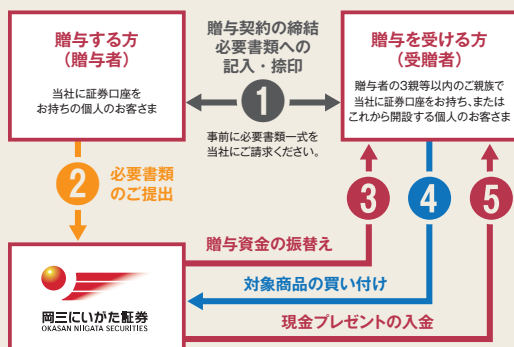 贈与する方
(贈与者)
当社に証券口座を
お持ちの個人のお客さま
贈与契約の締結
必要書類への
記入・捺印
1
事前に必要書類一式を
当社にご請求ください。
贈与を受ける方
(受贈者)
贈与者の3親等以内のご親族で
当社に証券口座をお持ち、または
これから開設する個人のお客さま
2
必要書類
のご提出
3
4
5
贈与資金の振替え
対象商品の買い付け
現金プレゼントの入金
岡三にいがた証券
OKASAN NIIGATA SECURITIES